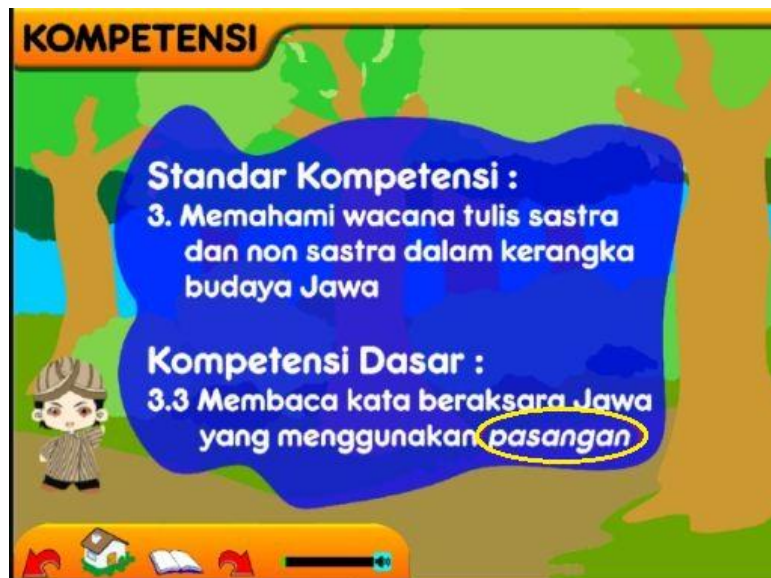 KOMPETENSI
Standar Kompetensi :
3. Memahami wacana tulis sastra
dan non sastra dalam kerangka
budaya Jawa
Kompetensi Dasar :
3.3 Membaca kata beraksara Jawa
yang menggunakan pasangan